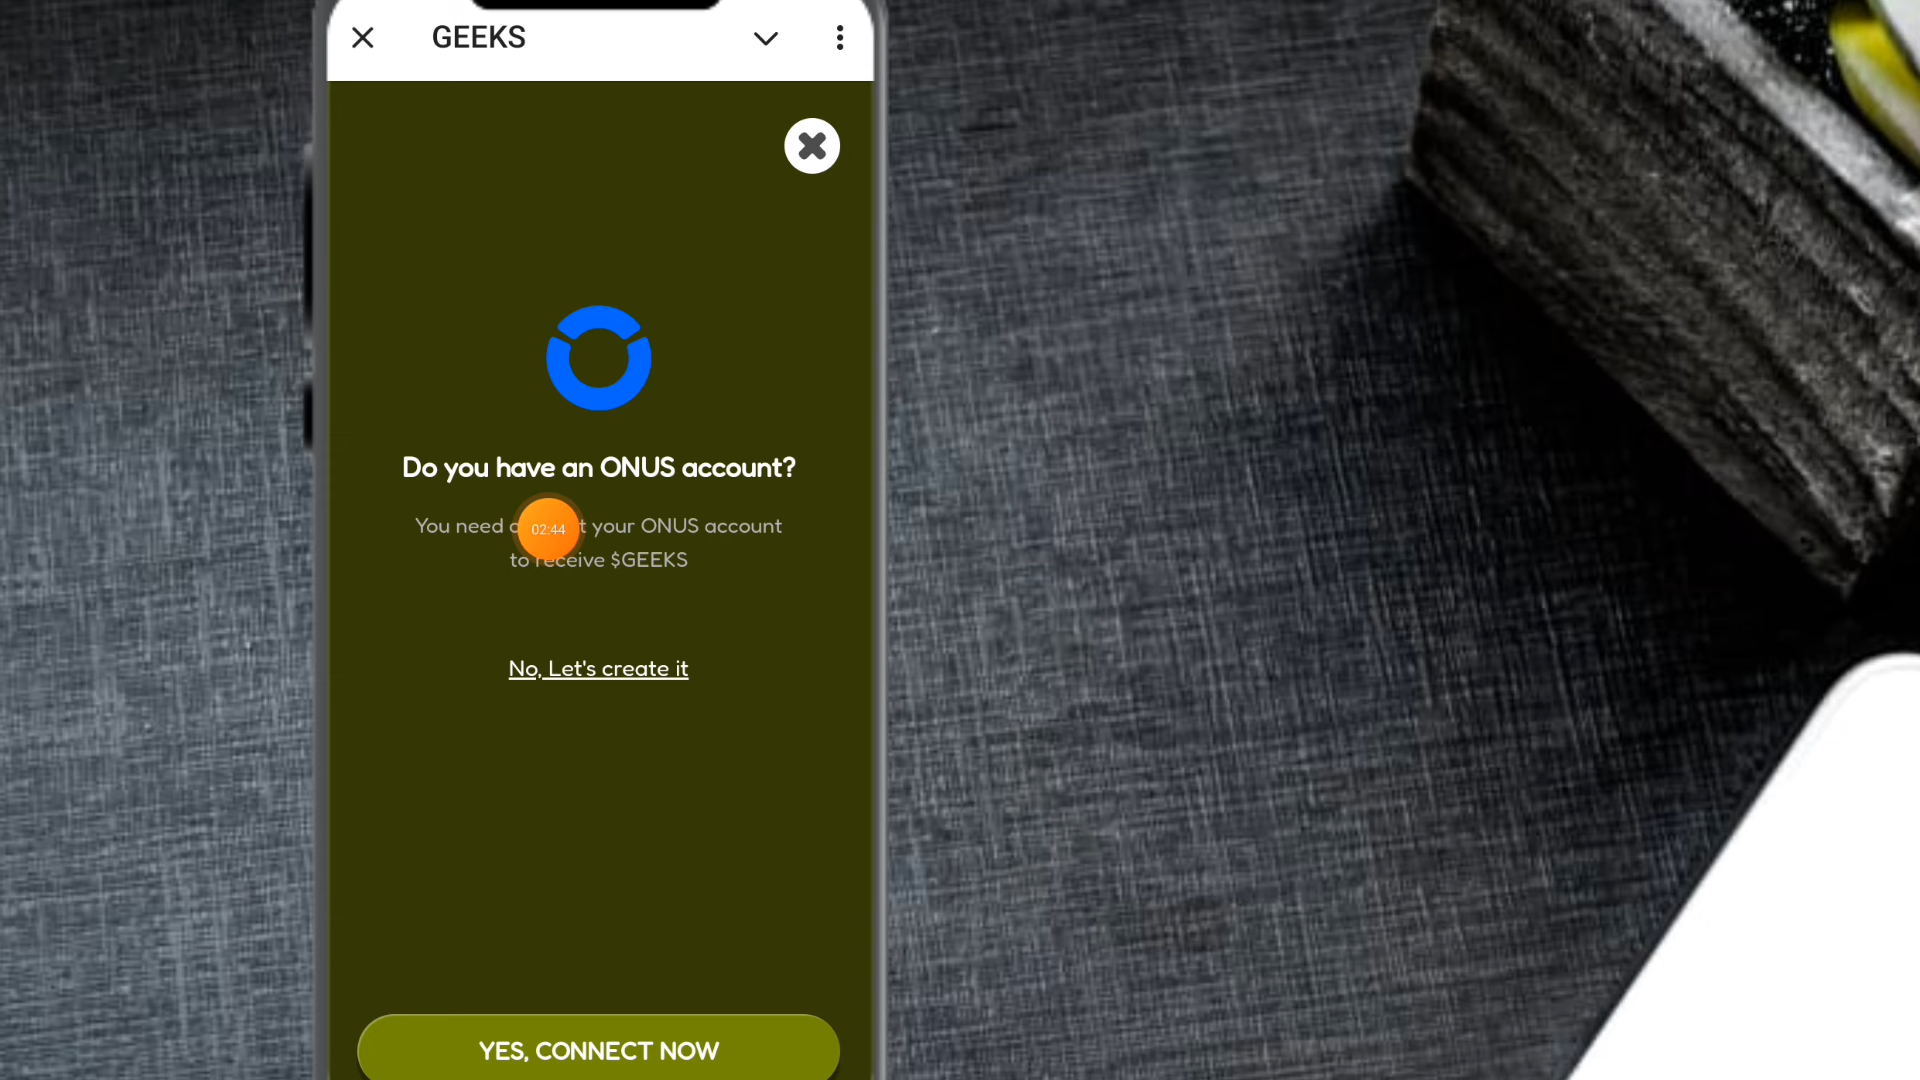 GEEKS
Do you have an ONUS account?
You need your ONUS account
02:44
to receive $GEEKS
No, Let's create it
YES, CONNECT NOW